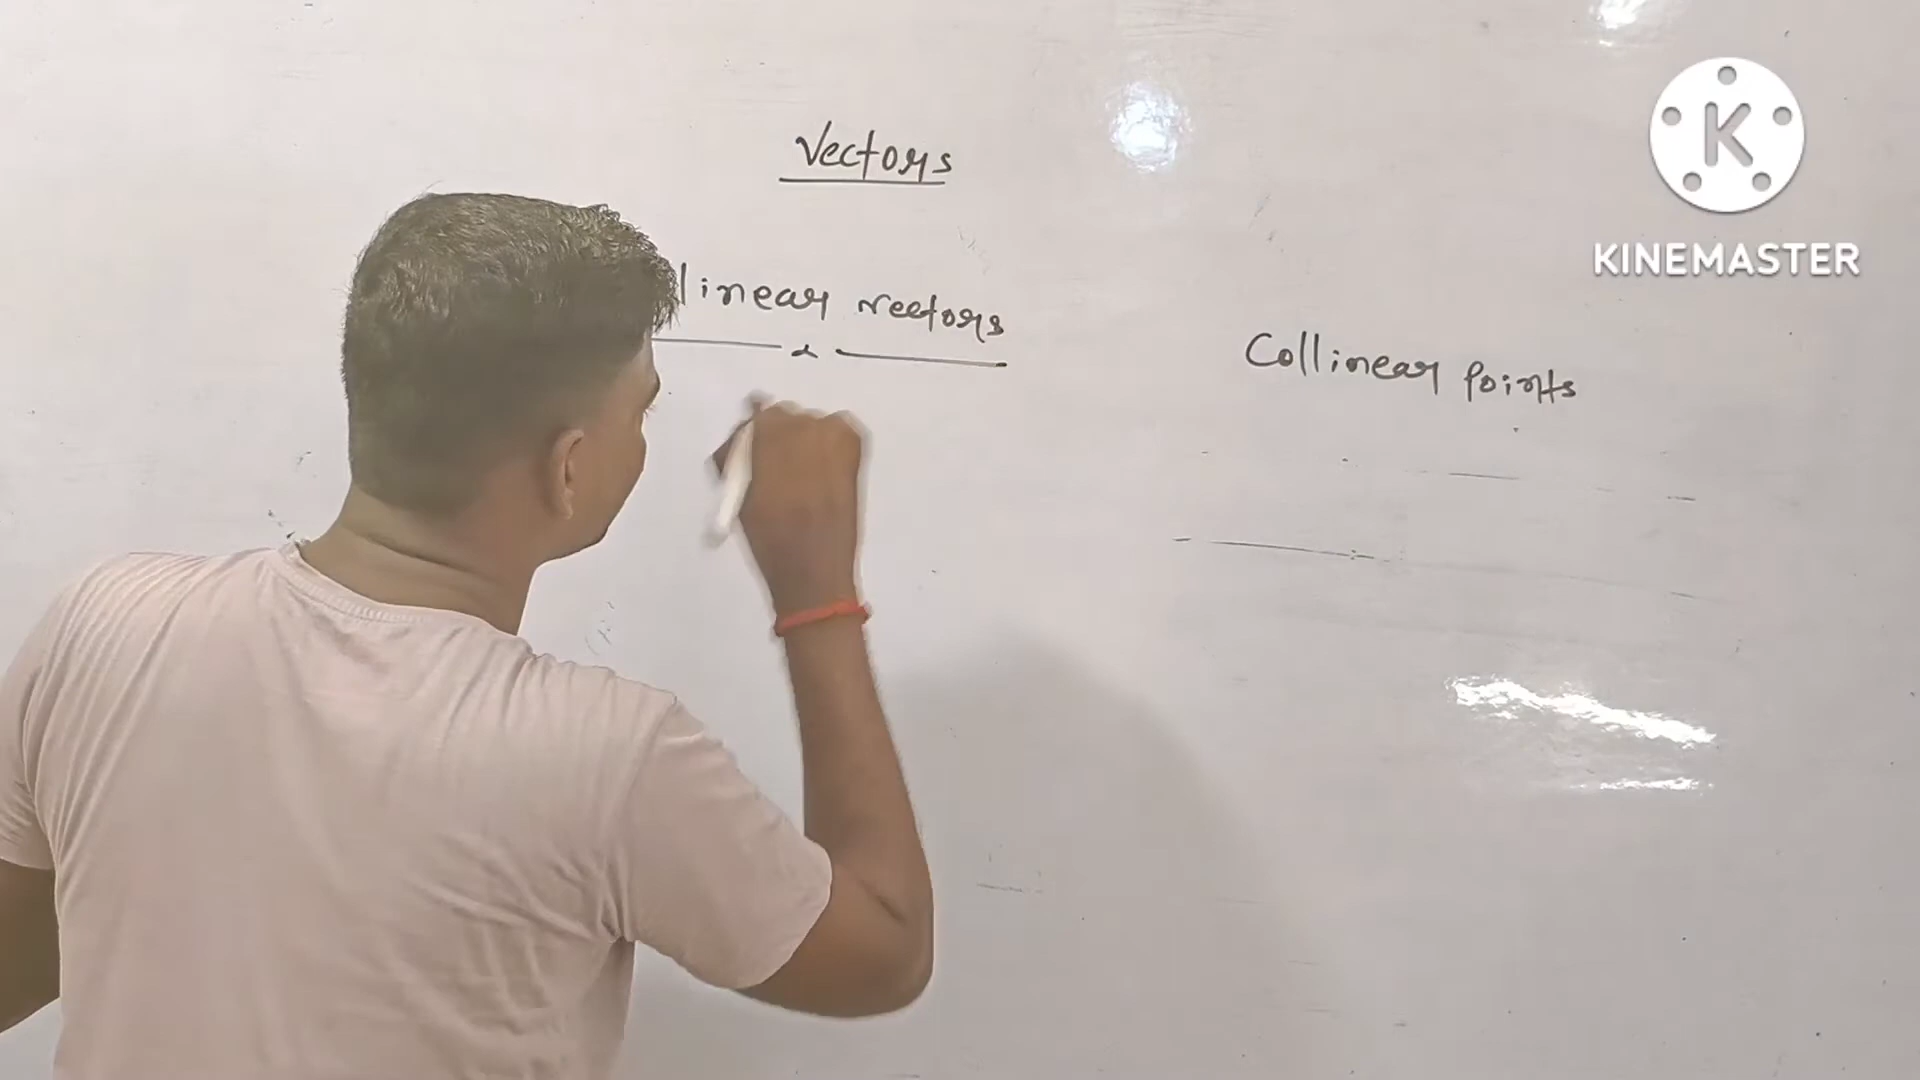 Vectors
linear vectors
Collinear points
K
KINEMASTER